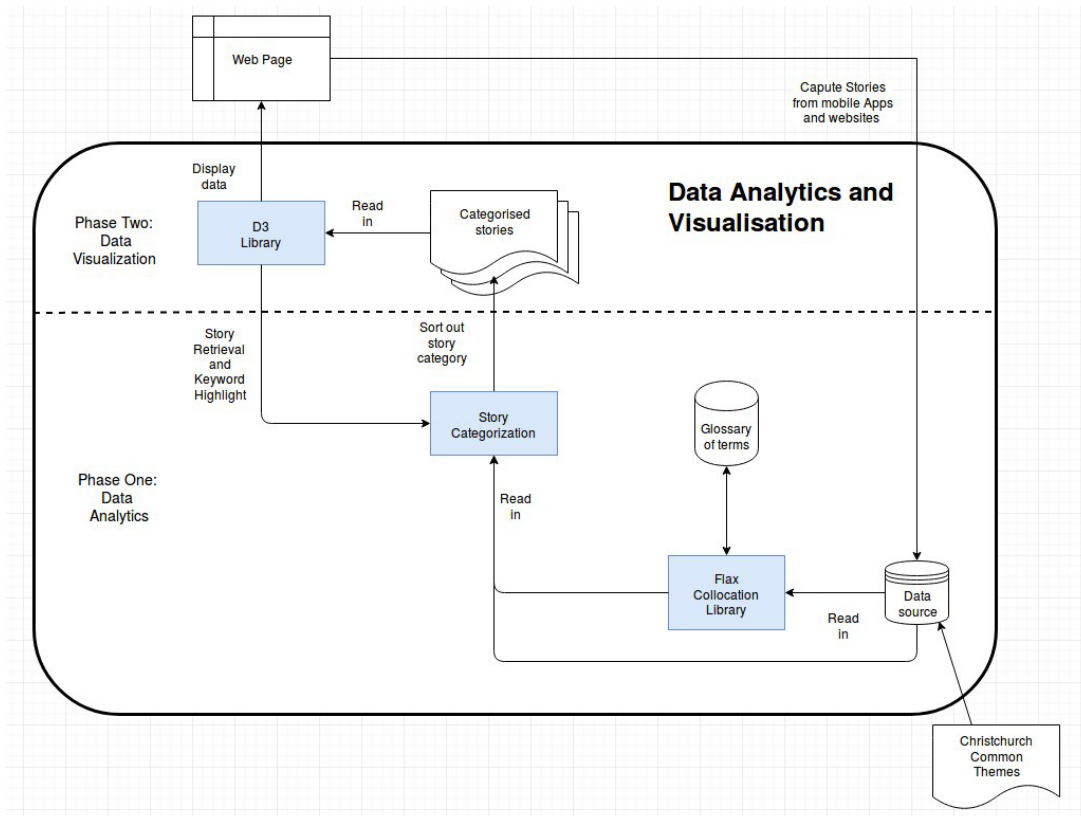 Web Page
Capute Stories
from mobile Apps
and websites
Display
data
Data Analytics and
Visualisation
Phase Two:
Data
Visualization
D3
Library
Read
in
Categorised
stories
Story
Retrieval
and
Keyword
Highlight
Sort out
story
category
Story
Categorization
Glossary
of terms
Phase One:
Data
Analytics
Read
in
Flax
Collocation
Library
Data
source
Read
in
Christchurch
Common
Themes